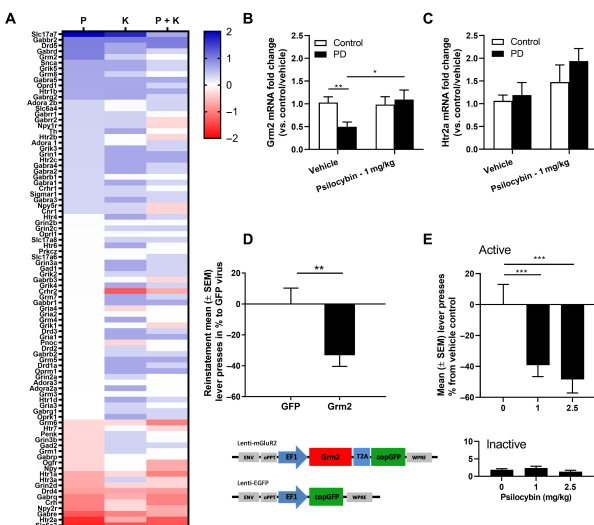 A
P K P + K
Slc17a7
Gabbr2
Drd5
Gabrd
Grm2
Snca
Grik5
Grm8
Gabra5
Oprd1
Htr1b
Gabrg2
Adora 2b
Slc6a4
Gabrr1
Gabrr2
Npy1r
Th
Htr2b
Adora 1
Grik3
Grin1
Htr2c
Gabra4
Gabra2
Gabrb1
Gabra1
Crhr1
Sigmar1
Gabra3
Npy5r
Cnr1
Htr4
Grin2b
Grin2c
Oprl1
Slc17a8
Htr6
Prkcz
Slc17a6
Grin3a
Gad1
Grik2
Gabrb3
Grik4
Crhr2
Grm7
Gabbr1
Gria4
Gria2
Grm4
Grik1
Drd3
Gria1
Pnoc
Drd2
Gabrb2
Grm5
Drd1a
Oprm1
Grin2a
Adora3
Adora2a
Grm3
Htr1d
Gria3
Gabrg1
Oprk1
Grm6
Htr7
Penk
Grin3b
Gad2
Grm1
Gabrp
Ogfr
Npy
Htr1a
Htr3a
Grin2d
Drd4
Gabrq
Crh
Npy2r
Gabre
Htr2a
2
1
0
−1
−2
B
Grm2 mRNA fold change
(vs. control/vehicle)
2.5
2.0
1.5
1.0
0.5
0.0
Control
PD
**
*
Vehicle
Psilocybin - 1 mg/kg
C
Htr2a mRNA fold change
(vs. control/vehicle)
2.5
2.0
1.5
1.0
0.5
0.0
Control
PD
Vehicle
Psilocybin - 1 mg/kg
D
Reinstatement mean (± SEM)
lever presses in % to GFP virus
20
0
−20
−40
−60
**
GFP Grm2
Lenti-mGluR2
ENV cPPT EF1 Grm2 T2A copGFP WPRE
Lenti-EGFP
ENV cPPT EF1 copGFP WPRE
E
Active
Mean (± SEM) lever presses
% from vehicle control
20
0
−20
−40
−60
***
***
0 1 2.5
Inactive
20
10
0
0 1 2.5
Psilocybin (mg/kg)